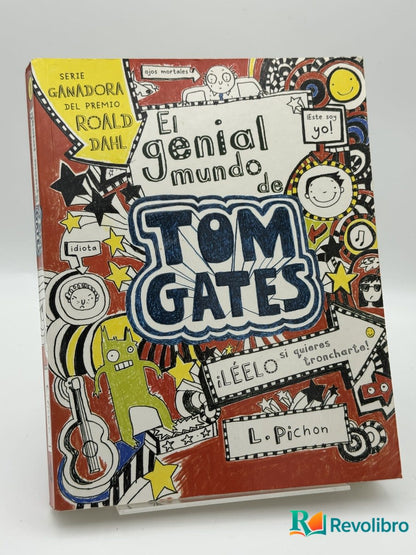 SERIE
GANADORA
DEL PREMIO
ROALD
DAHL
ojos mortales
El
genial
mundo
de
¡Este soy
yo!
TOM
GATES
idiota
¡LÉELO si quieres
troncharte!
L. Pichon
Revolibro